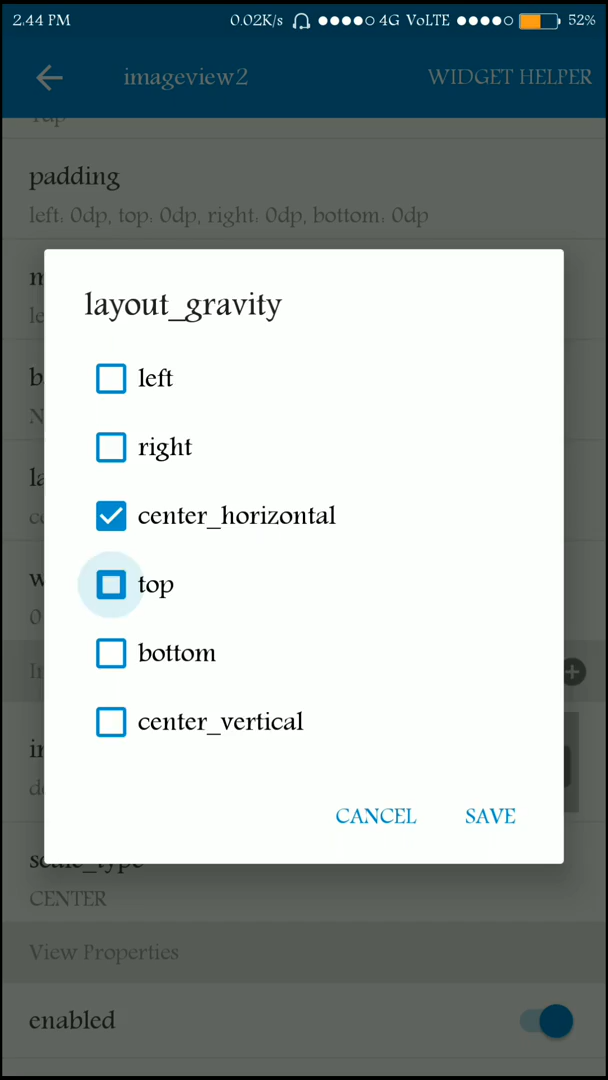 2.44 PM 0.02K/s 4G VoLTE 52%
imageview2 WIDGET HELPER
padding
left: 0dp, top: 0dp, right: 0dp, bottom: 0dp
layout_gravity
left
right
center_horizontal
top
bottom
center_vertical
CANCEL SAVE
scale_type
CENTER
View Properties
enabled